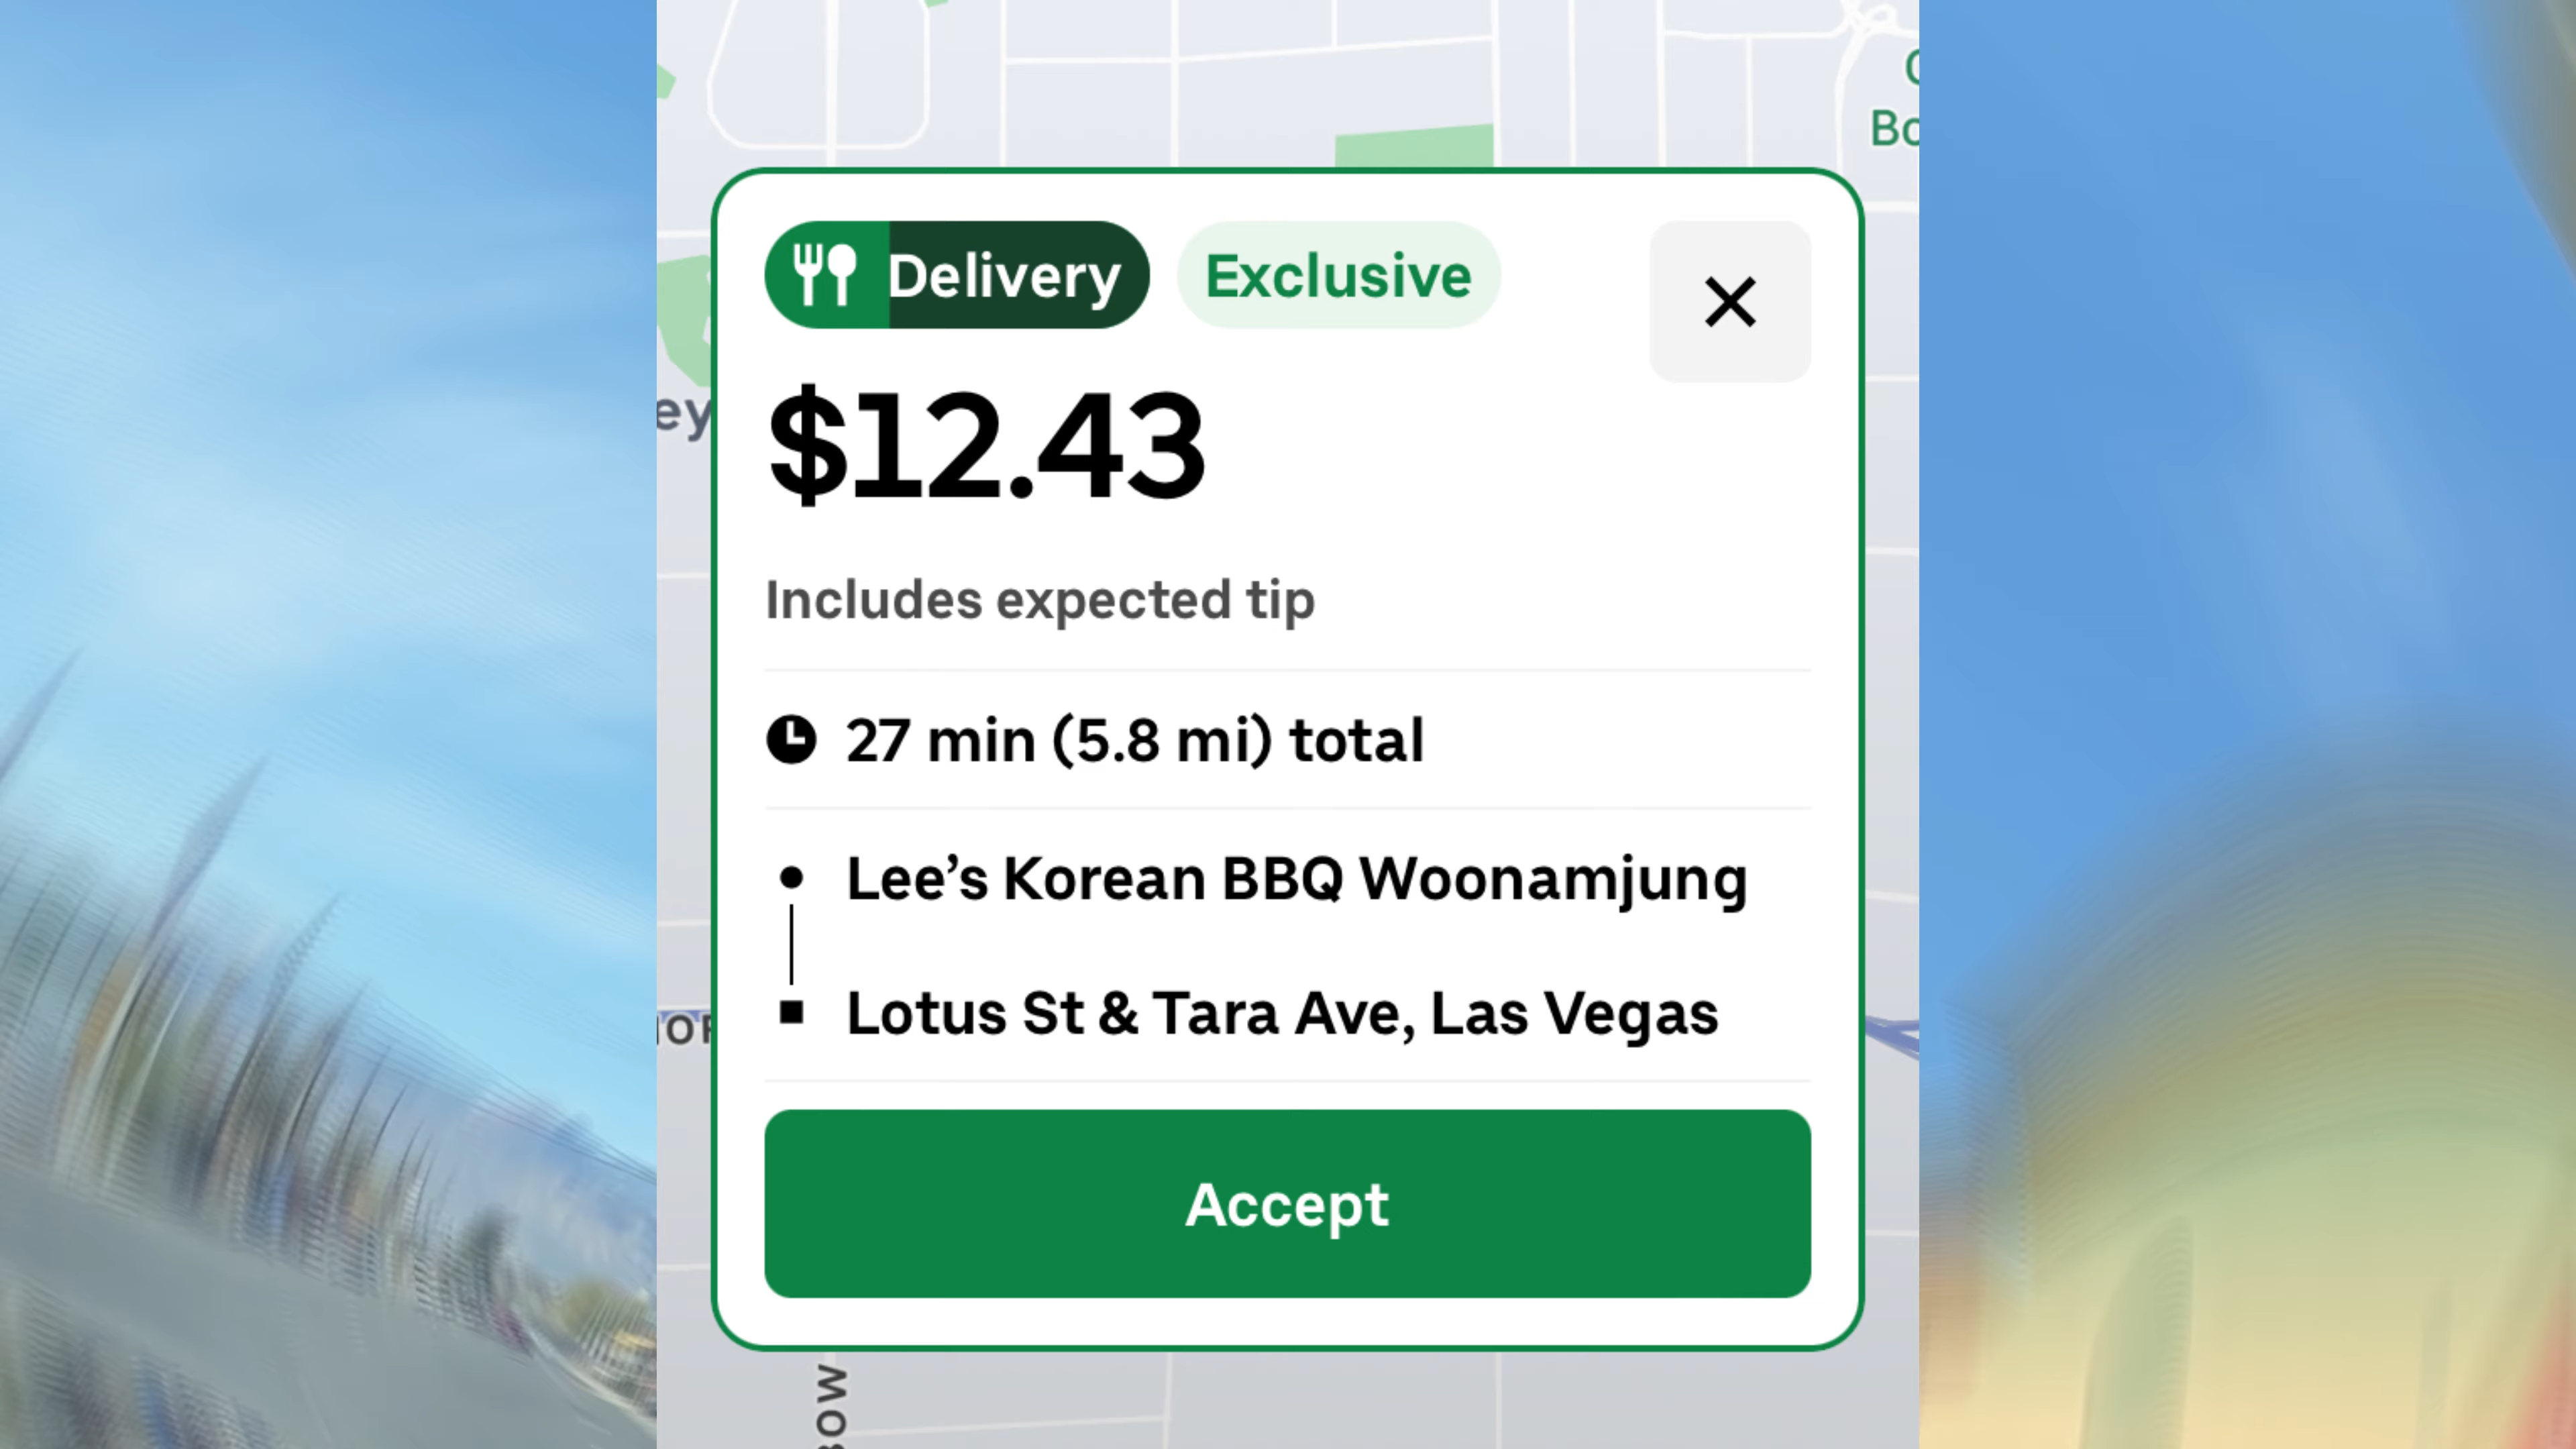 Delivery
Exclusive
$12.43
Includes expected tip
27 min (5.8 mi) total
Lee’s Korean BBQ Woonamjung
Lotus St & Tara Ave, Las Vegas
Accept